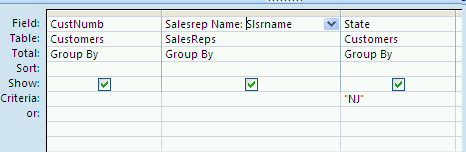 Field: CustNumb Salesrep Name: Slsrname State
Table: Customers SalesReps Customers
Total: Group By Group By Group By
Sort:
Show:
Criteria: "NJ"
or: